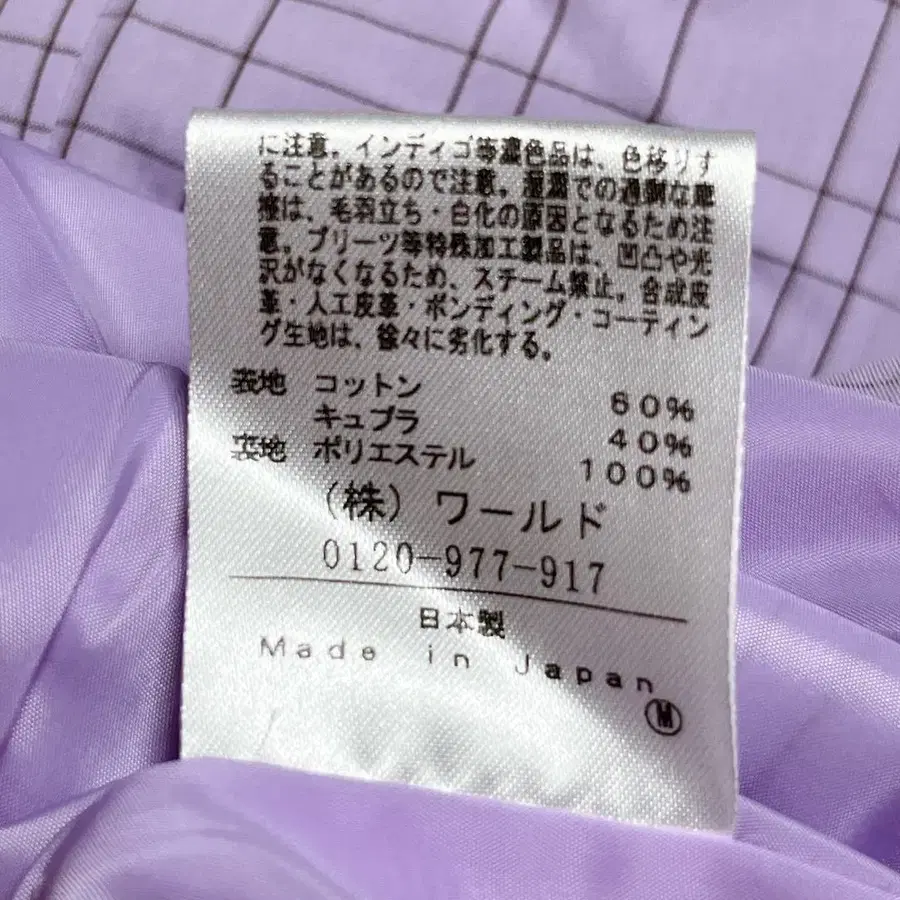 に注意。インディゴ等濃色品は、色移りす
ることがあるので注意。湿潤での過剰な摩
擦は、毛羽立ち・白化の原因となるため注
意。プリーツ等特殊加工製品は、凹凸や光
沢がなくなるため、スチーム禁止。合成皮
革・人工皮革・ボンディング・コーティン
グ生地は、徐々に劣化する。
表地 コットン 60%
キュプラ 40%
表地 ポリエステル 100%
(株) ワールド
0120-977-917
日本製
Made in Japan
Ⓜ